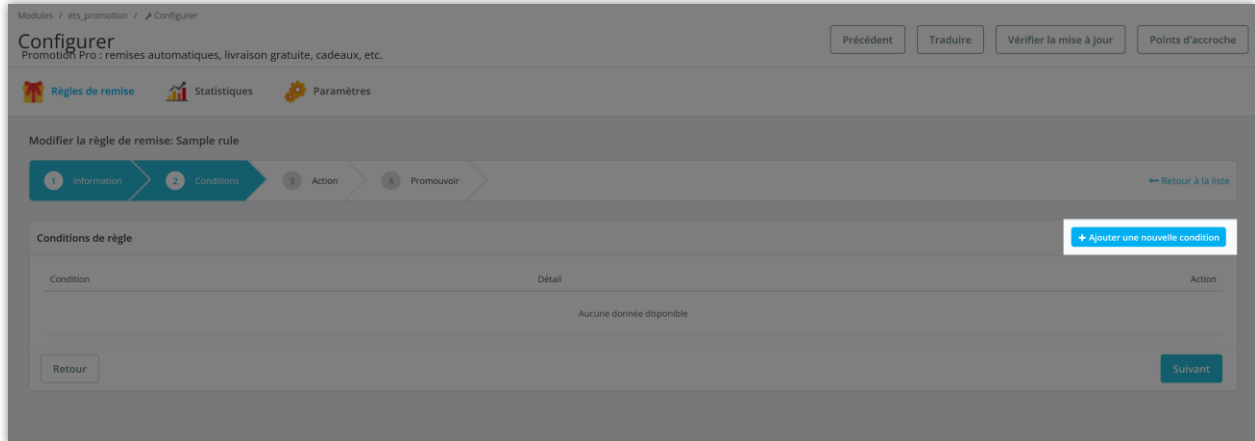 Modules / ets_promotion / Configurer
Configurer
Promotion Pro : remises automatiques, livraison gratuite, cadeaux, etc.
Précédent Traduire Vérifier la mise à jour Points d'accroche
Règles de remise Statistiques Paramètres
Modifier la règle de remise: Sample rule
1 Information 2 Conditions 3 Action 4 Promouvoir Retour à la liste
Conditions de règle + Ajouter une nouvelle condition
Condition Détail Action
Aucune donnée disponible
Retour Suivant